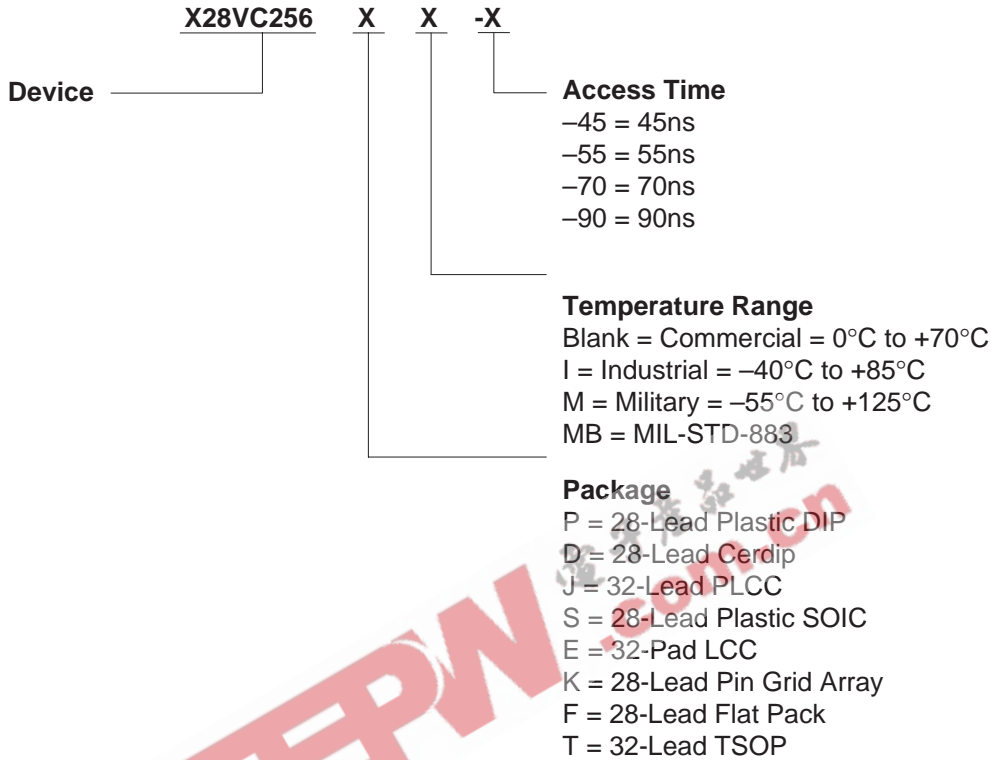 X28VC256 X X -X
Device
Access Time
–45 = 45ns
–55 = 55ns
–70 = 70ns
–90 = 90ns
Temperature Range
Blank = Commercial = 0°C to +70°C
I = Industrial = –40°C to +85°C
M = Military = –55°C to +125°C
MB = MIL-STD-883
Package
P = 28-Lead Plastic DIP
D = 28-Lead Cerdip
J = 32-Lead PLCC
S = 28-Lead Plastic SOIC
E = 32-Pad LCC
K = 28-Lead Pin Grid Array
F = 28-Lead Flat Pack
T = 32-Lead TSOP
.com.cn